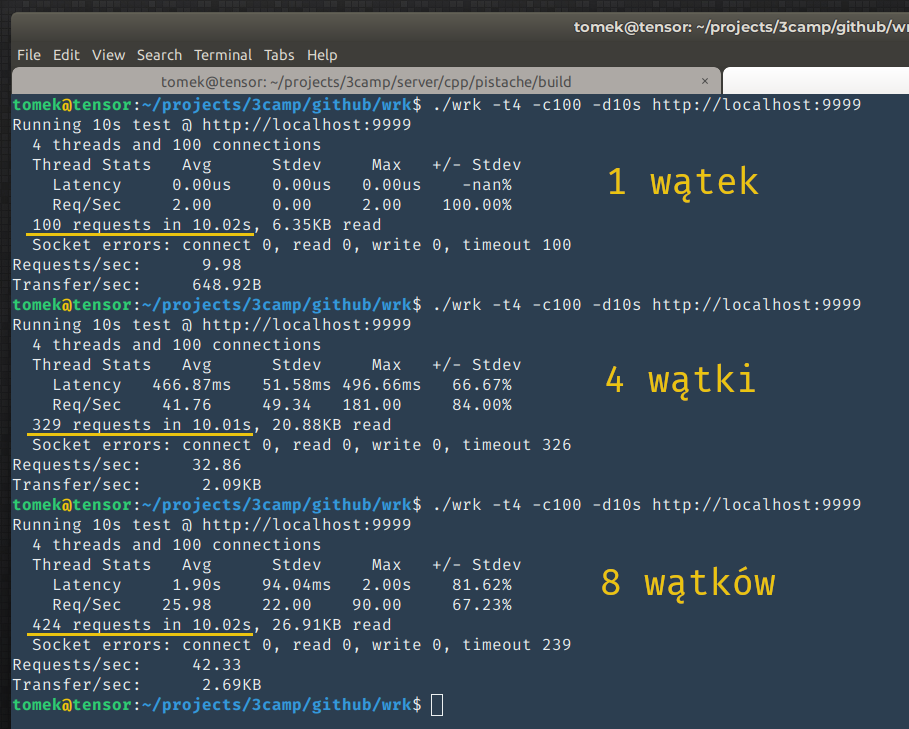 tomek@tensor: ~/projects/3camp/github/wr
File Edit View Search Terminal Tabs Help
tomek@tensor: ~/projects/3camp/server/cpp/pistache/build ×
tomek@tensor:~/projects/3camp/github/wrk$ ./wrk -t4 -c100 -d10s http://localhost:9999
Running 10s test @ http://localhost:9999
4 threads and 100 connections
Thread Stats Avg Stdev Max +/- Stdev
Latency 0.00us 0.00us 0.00us -nan%
Req/Sec 2.00 0.00 2.00 100.00%
100 requests in 10.02s, 6.35KB read
Socket errors: connect 0, read 0, write 0, timeout 100
Requests/sec: 9.98
Transfer/sec: 648.92B
1 wątek
tomek@tensor:~/projects/3camp/github/wrk$ ./wrk -t4 -c100 -d10s http://localhost:9999
Running 10s test @ http://localhost:9999
4 threads and 100 connections
Thread Stats Avg Stdev Max +/- Stdev
Latency 466.87ms 51.58ms 496.66ms 66.67%
Req/Sec 41.76 49.34 181.00 84.00%
329 requests in 10.01s, 20.88KB read
Socket errors: connect 0, read 0, write 0, timeout 326
Requests/sec: 32.86
Transfer/sec: 2.09KB
4 wątki
tomek@tensor:~/projects/3camp/github/wrk$ ./wrk -t4 -c100 -d10s http://localhost:9999
Running 10s test @ http://localhost:9999
4 threads and 100 connections
Thread Stats Avg Stdev Max +/- Stdev
Latency 1.90s 94.04ms 2.00s 81.62%
Req/Sec 25.98 22.00 90.00 67.23%
424 requests in 10.02s, 26.91KB read
Socket errors: connect 0, read 0, write 0, timeout 239
Requests/sec: 42.33
Transfer/sec: 2.69KB
8 wątków
tomek@tensor:~/projects/3camp/github/wrk$